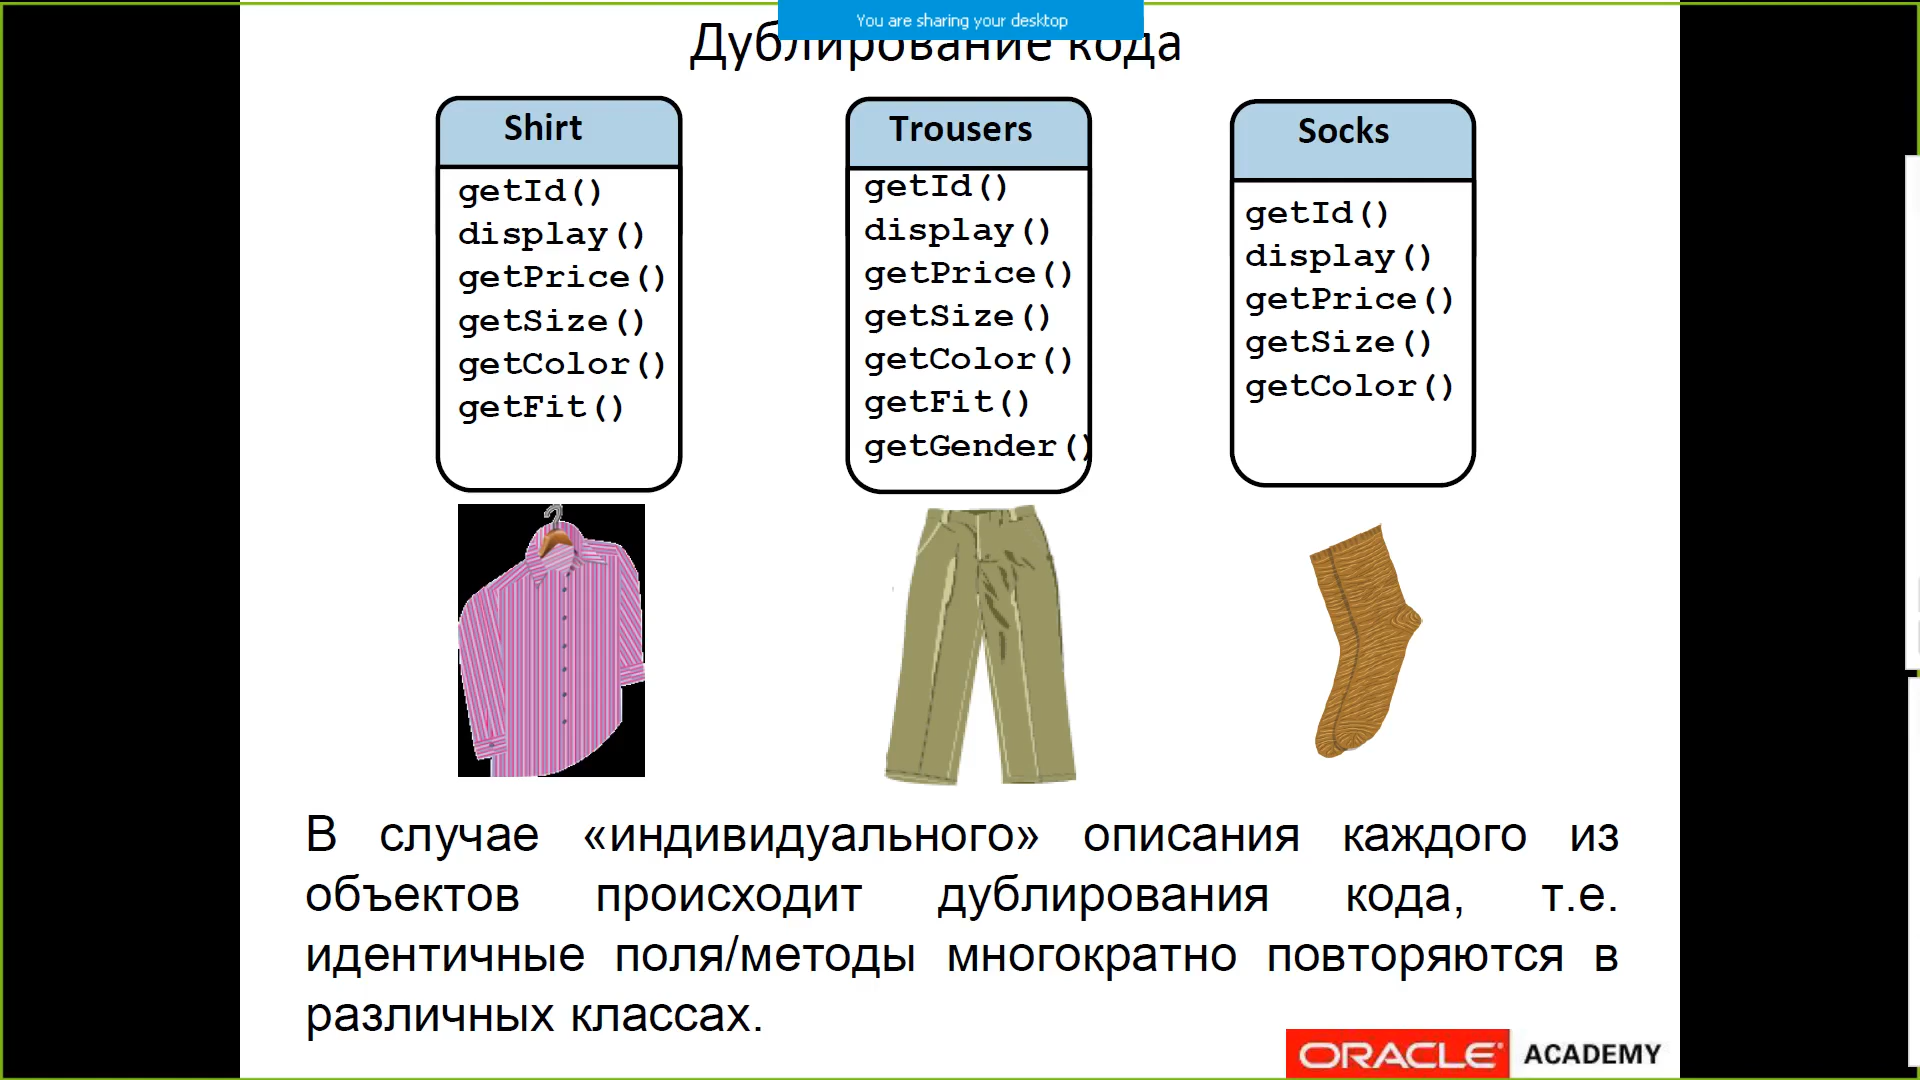 You are sharing your desktop
Дублирование кода
Shirt
getId()
display()
getPrice()
getSize()
getColor()
getFit()
Trousers
getId()
display()
getPrice()
getSize()
getColor()
getFit()
getGender()
Socks
getId()
display()
getPrice()
getSize()
getColor()
В случае «индивидуального» описания каждого из
объектов происходит дублирования кода, т.е.
идентичные поля/методы многократно повторяются в
различных классах.
ORACLE ACADEMY